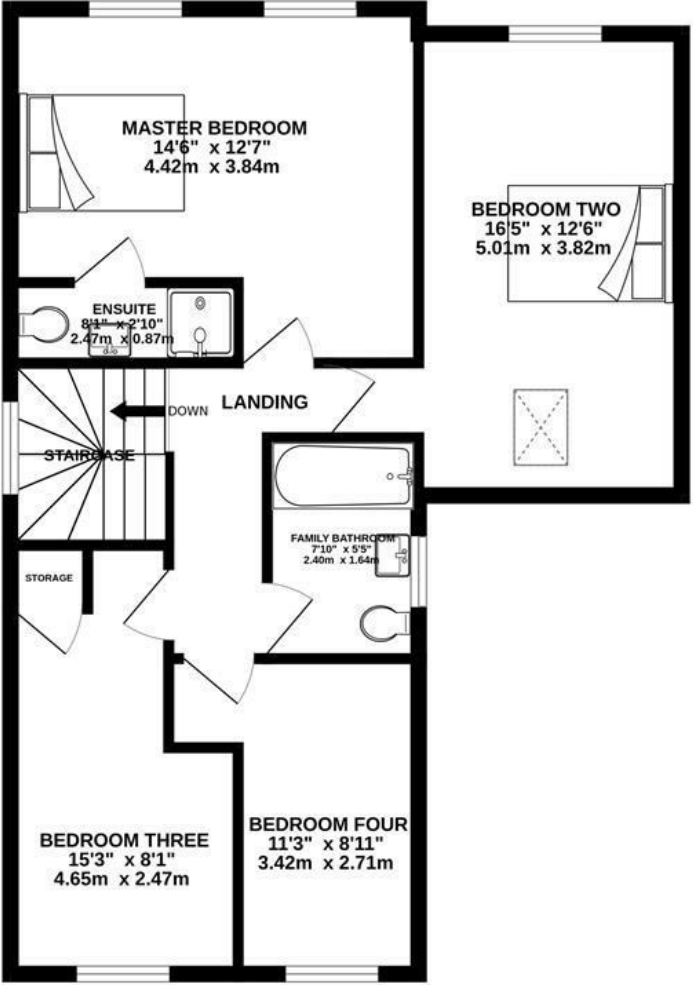 MASTER BEDROOM
14'6" x 12'7"
4.42m x 3.84m
BEDROOM TWO
16'5" x 12'6"
5.01m x 3.82m
ENSUITE
8'1" x 2'10"
2.47m x 0.87m
DOWN
LANDING
STAIRCASE
FAMILY BATHROOM
7'10" x 5'5"
2.40m x 1.64m
STORAGE
BEDROOM THREE
15'3" x 8'1"
4.65m x 2.47m
BEDROOM FOUR
11'3" x 8'11"
3.42m x 2.71m